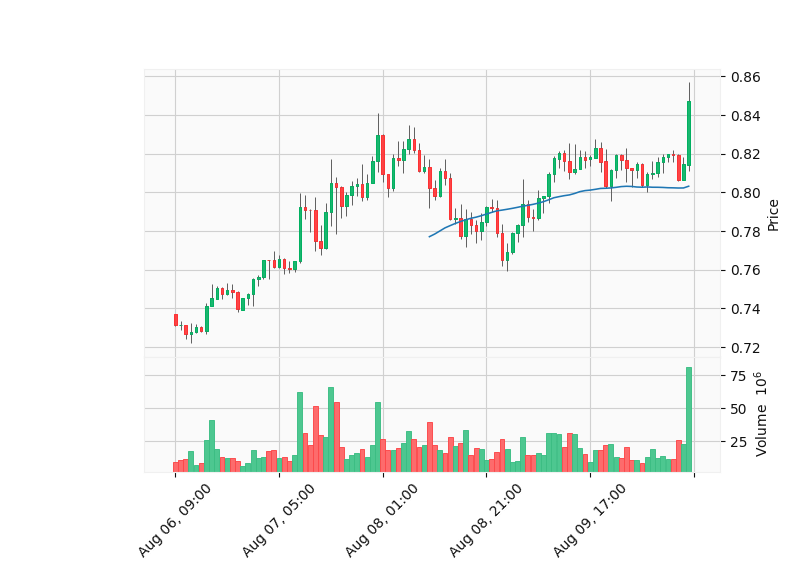 0.86
0.84
0.82
0.80
0.78
0.76
0.74
0.72
Price
75
50
25
Volume 10^6
Aug 06, 09:00
Aug 07, 05:00
Aug 08, 01:00
Aug 08, 21:00
Aug 09, 17:00